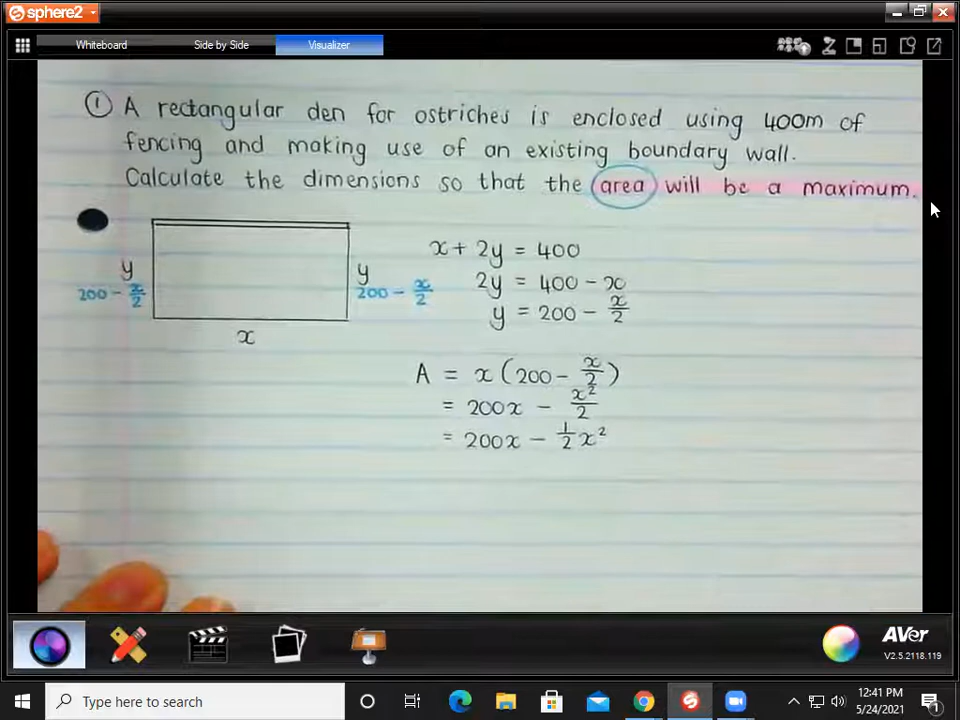 sphere2
Whiteboard Side by Side Visualizer
① A rectangular den for ostriches is enclosed using 400m of
fencing and making use of an existing boundary wall.
Calculate the dimensions so that the area will be a maximum.
x + 2y = 400
y y 2y = 400 - x
200 - x/2 200 - x/2 y = 200 - x/2
x
A = x(200 - x/2)
= 200x - x²/2
= 200x - 1/2 x²
AVer
V2.5.2118.119
Type here to search
12:41 PM
5/24/2021
1